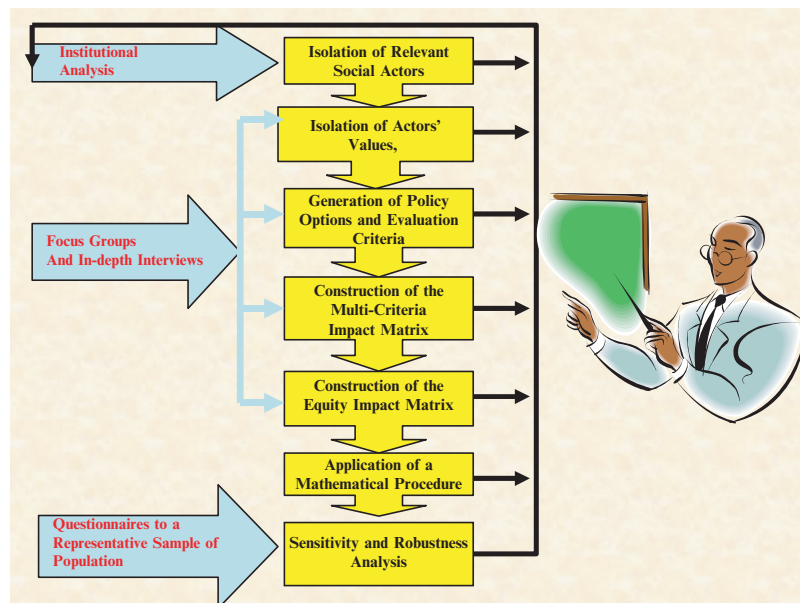 Institutional
Analysis
Isolation of Relevant
Social Actors
Isolation of Actors'
Values,
Generation of Policy
Options and Evaluation
Criteria
Focus Groups
And In-depth Interviews
Construction of the
Multi-Criteria
Impact Matrix
Construction of the
Equity Impact Matrix
Application of a
Mathematical Procedure
Questionnaires to a
Representative Sample of
Population
Sensitivity and Robustness
Analysis